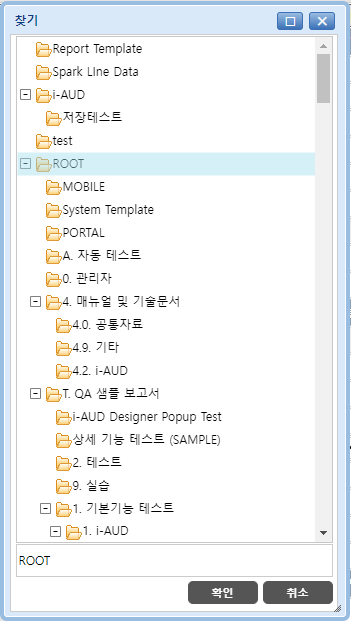 찾기
Report Template
Spark LIne Data
i-AUD
저장테스트
test
ROOT
MOBILE
System Template
PORTAL
A. 자동 테스트
0. 관리자
4. 매뉴얼 및 기술문서
4.0. 공통자료
4.9. 기타
4.2. i-AUD
T. QA 샘플 보고서
i-AUD Designer Popup Test
상세 기능 테스트 (SAMPLE)
2. 테스트
9. 실습
1. 기본기능 테스트
1. i-AUD
ROOT
확인 취소